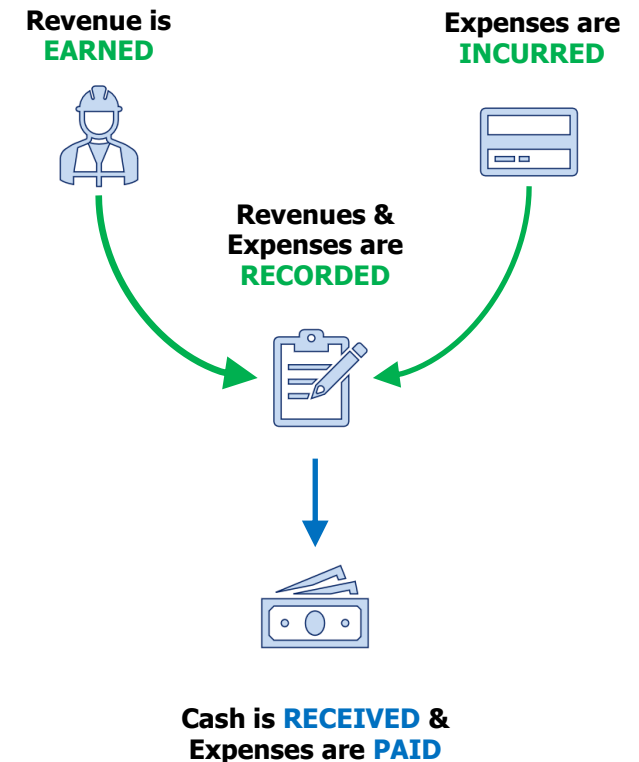 Revenue is
EARNED
Expenses are
INCURRED
Revenues &
Expenses are
RECORDED
Cash is RECEIVED &
Expenses are PAID